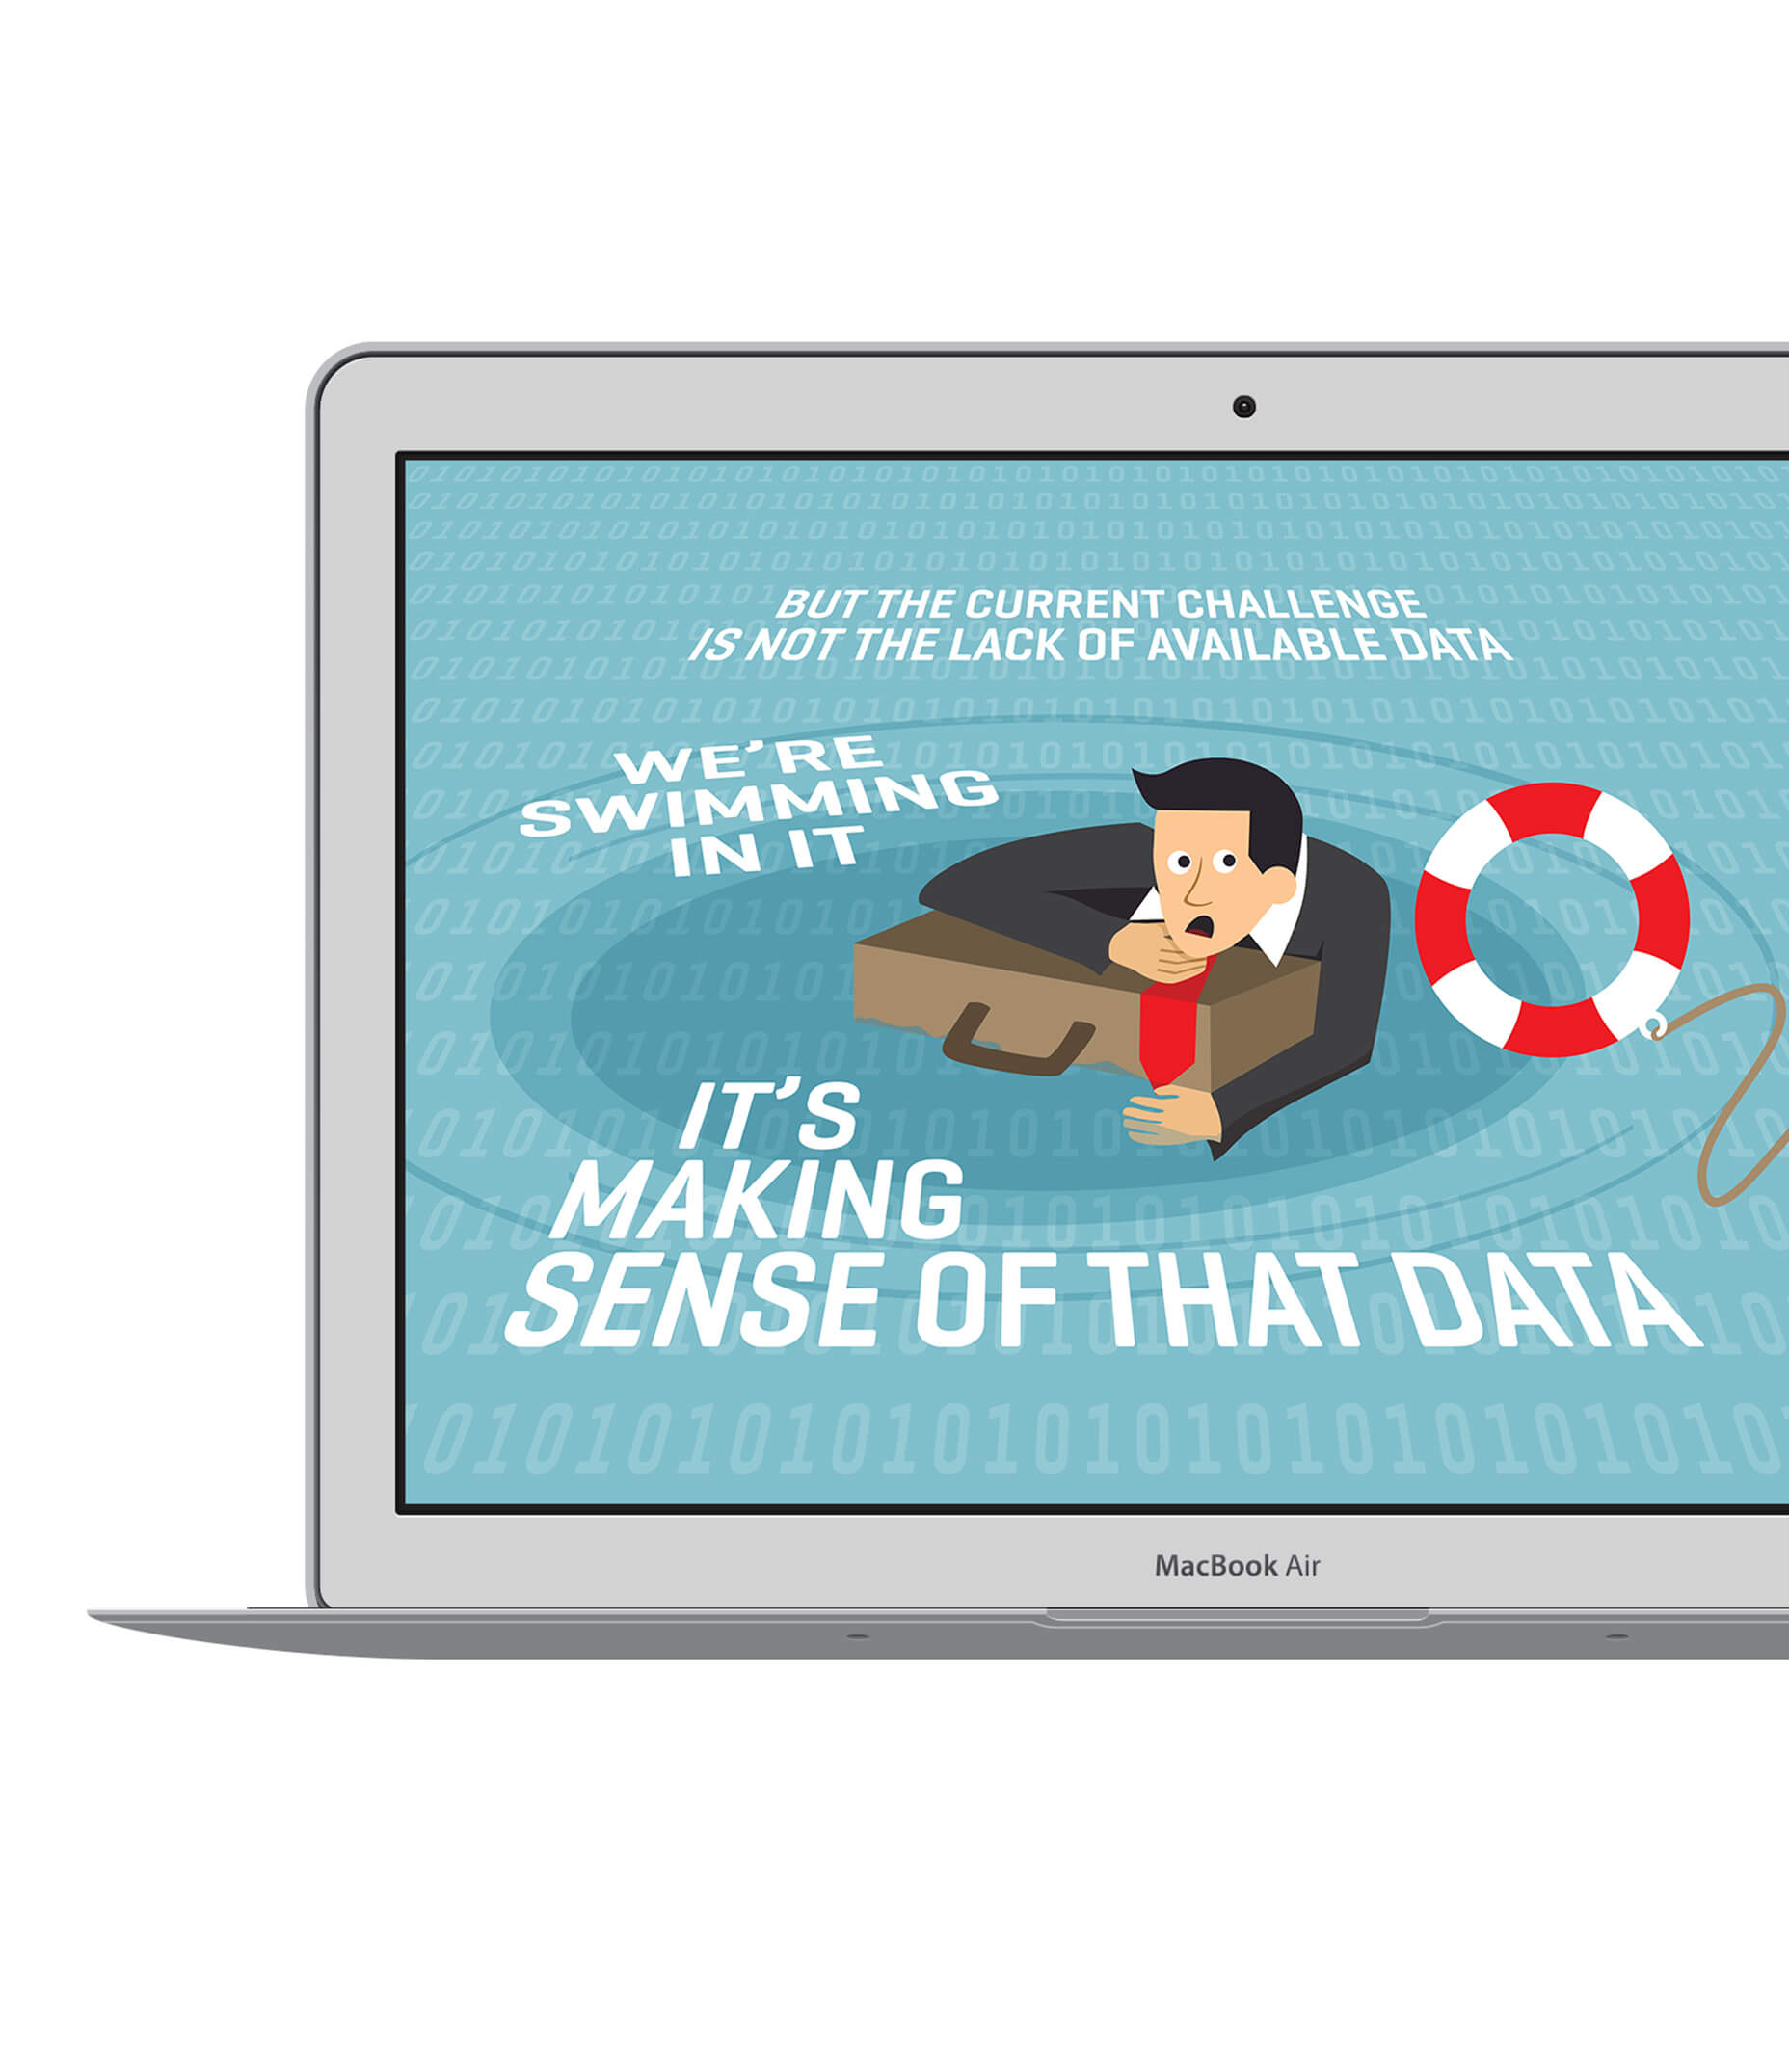 BUT THE CURRENT CHALLENGE
IS NOT THE LACK OF AVAILABLE DATA
WE'RE
SWIMMING
IN IT
IT'S
MAKING
SENSE OF THAT DATA
MacBook Air